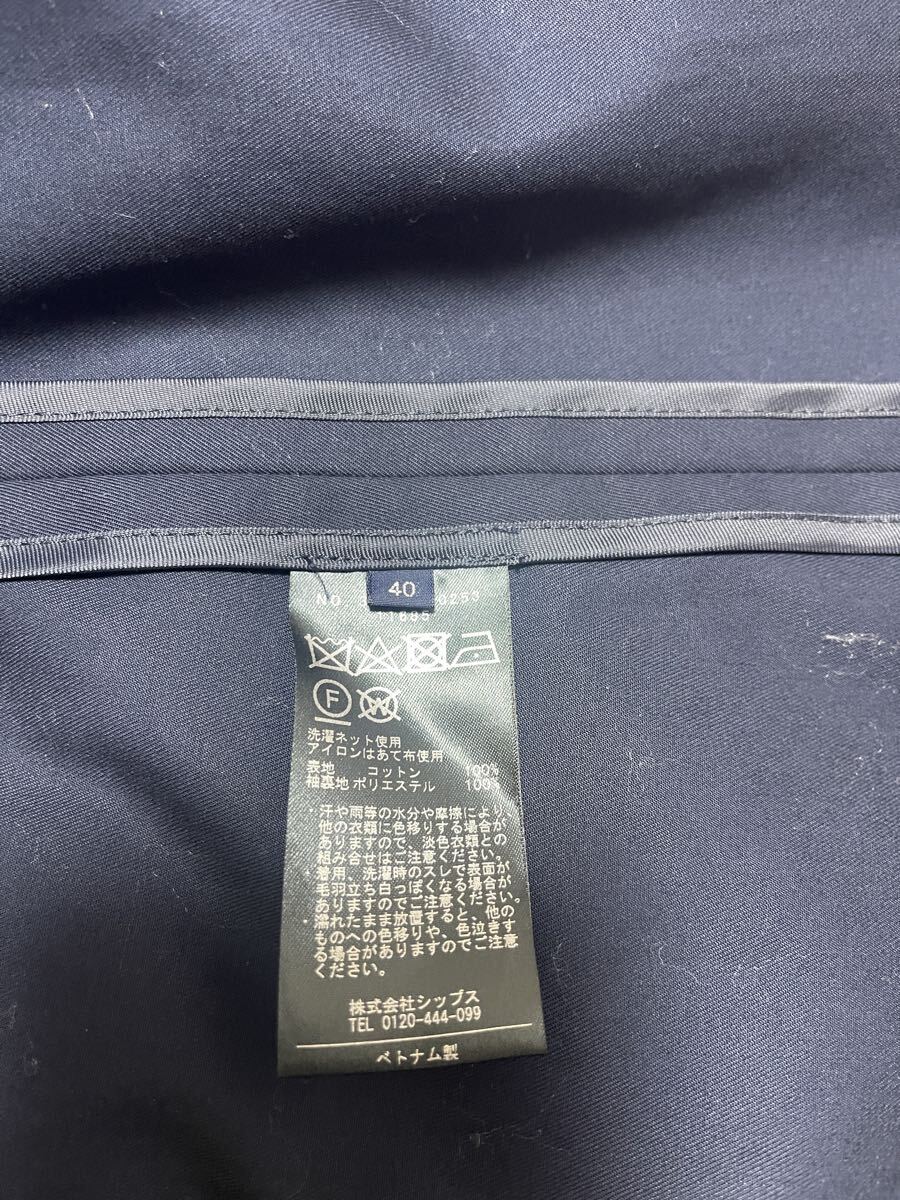 40
NO.
11695
F
W
洗濯ネット使用
アイロンはあて布使用
表地 コットン 100%
袖裏地 ポリエステル 100%
・汗や雨等の水分や摩擦により
他の衣類に色移りする場合が
ありますので、淡色衣類との
組み合せはご注意ください。
・着用、洗濯時のスレで表面が
毛羽立ち白っぽくなる場合が
ありますのでご注意ください。
・濡れたまま放置すると、他の
ものへの色移りや、色泣きす
る場合がありますのでご注意
ください。
株式会社シップス
TEL 0120-444-099
ベトナム製